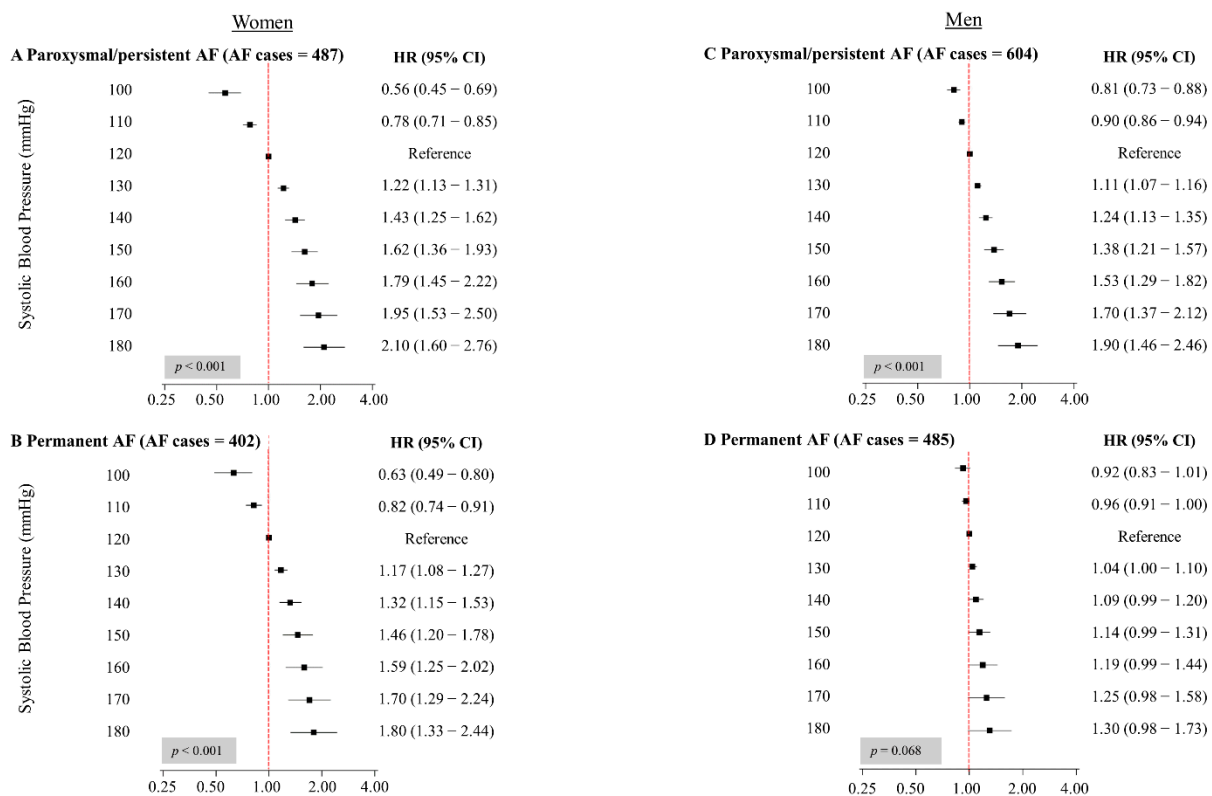 Women
A Paroxysmal/persistent AF (AF cases = 487) HR (95% CI)
Systolic Blood Pressure (mmHg)
100 0.56 (0.45 – 0.69)
110 0.78 (0.71 – 0.85)
120 Reference
130 1.22 (1.13 – 1.31)
140 1.43 (1.25 – 1.62)
150 1.62 (1.36 – 1.93)
160 1.79 (1.45 – 2.22)
170 1.95 (1.53 – 2.50)
180 2.10 (1.60 – 2.76)
p < 0.001
0.25 0.50 1.00 2.00 4.00
B Permanent AF (AF cases = 402) HR (95% CI)
Systolic Blood Pressure (mmHg)
100 0.63 (0.49 – 0.80)
110 0.82 (0.74 – 0.91)
120 Reference
130 1.17 (1.08 – 1.27)
140 1.32 (1.15 – 1.53)
150 1.46 (1.20 – 1.78)
160 1.59 (1.25 – 2.02)
170 1.70 (1.29 – 2.24)
180 1.80 (1.33 – 2.44)
p < 0.001
0.25 0.50 1.00 2.00 4.00
Men
C Paroxysmal/persistent AF (AF cases = 604) HR (95% CI)
100 0.81 (0.73 – 0.88)
110 0.90 (0.86 – 0.94)
120 Reference
130 1.11 (1.07 – 1.16)
140 1.24 (1.13 – 1.35)
150 1.38 (1.21 – 1.57)
160 1.53 (1.29 – 1.82)
170 1.70 (1.37 – 2.12)
180 1.90 (1.46 – 2.46)
p < 0.001
0.25 0.50 1.00 2.00 4.00
D Permanent AF (AF cases = 485) HR (95% CI)
100 0.92 (0.83 – 1.01)
110 0.96 (0.91 – 1.00)
120 Reference
130 1.04 (1.00 – 1.10)
140 1.09 (0.99 – 1.20)
150 1.14 (0.99 – 1.31)
160 1.19 (0.99 – 1.44)
170 1.25 (0.98 – 1.58)
180 1.30 (0.98 – 1.73)
p = 0.068
0.25 0.50 1.00 2.00 4.00